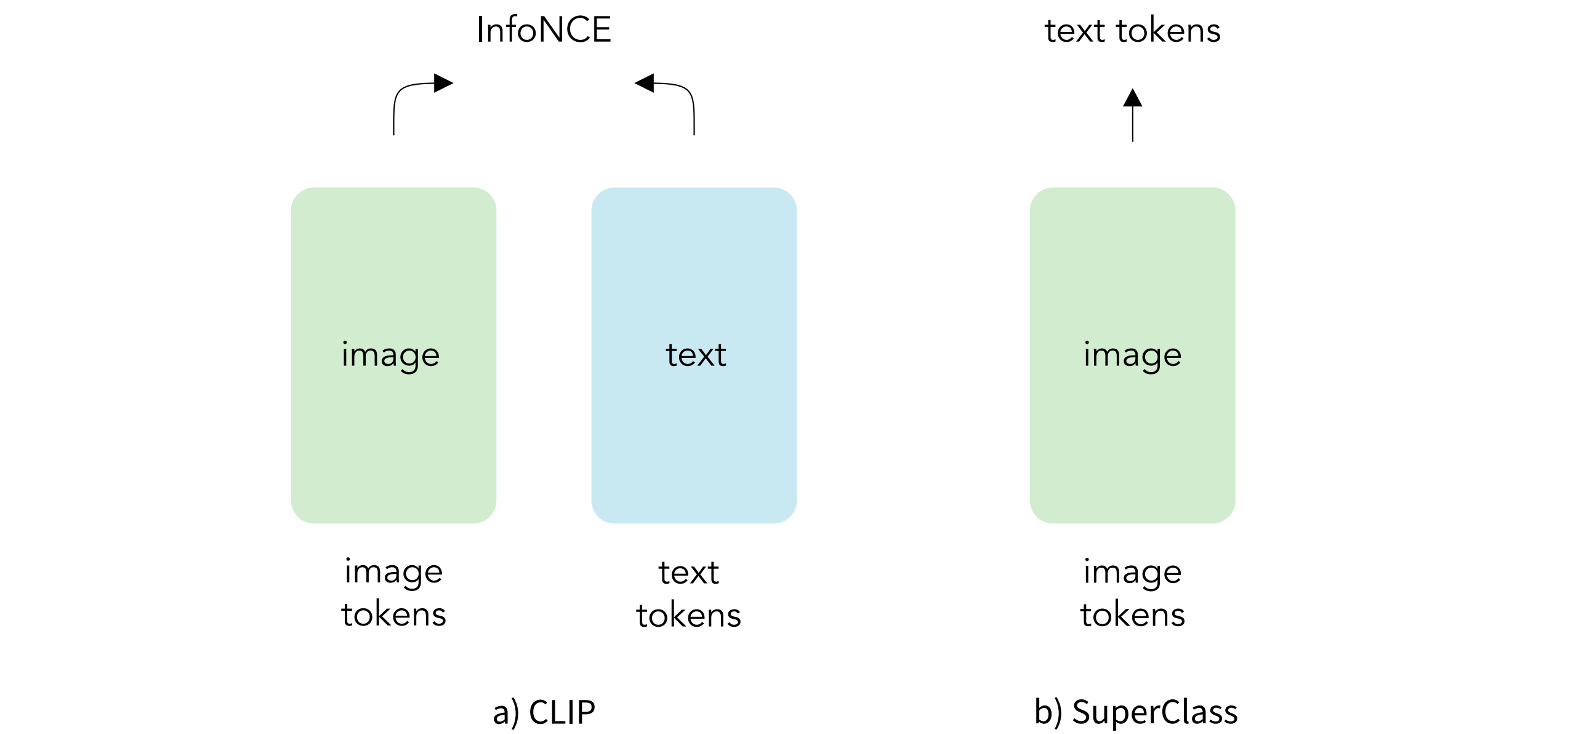 InfoNCE
text tokens
image
text
image
image
tokens
text
tokens
image
tokens
a) CLIP
b) SuperClass